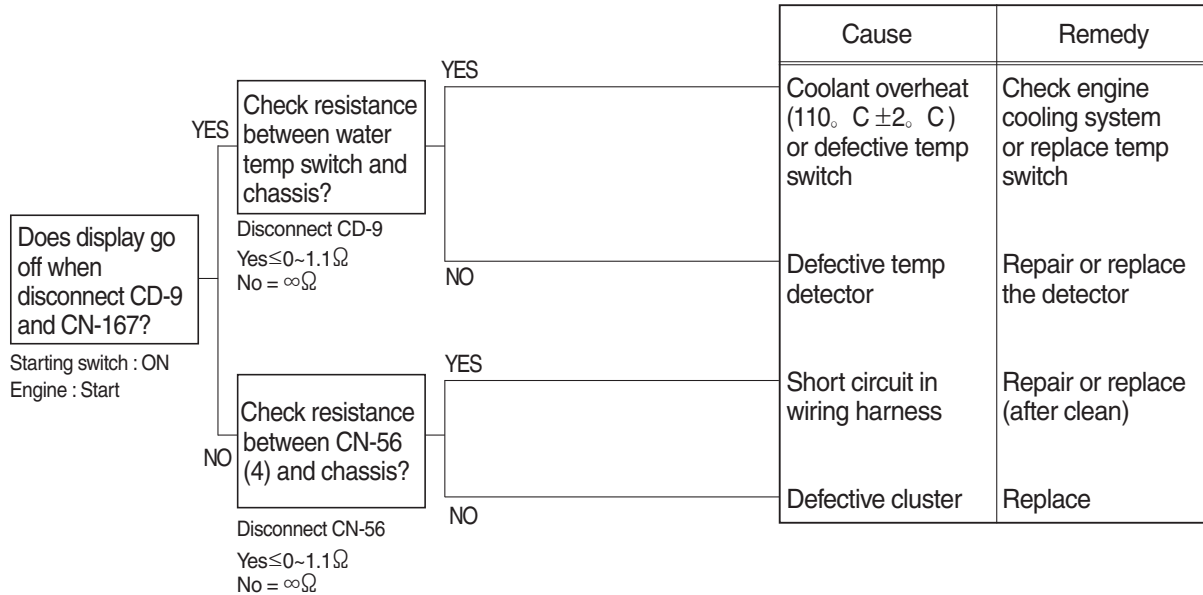 Does display go
off when
disconnect CD-9
and CN-167?
Starting switch : ON
Engine : Start
YES
Check resistance
between water
temp switch and
chassis?
Disconnect CD-9
Yes≤0~1.1Ω
No = ∞Ω
NO
Check resistance
between CN-56
(4) and chassis?
Disconnect CN-56
Yes≤0~1.1Ω
No = ∞Ω
YES
NO
YES
NO
Cause Remedy
Coolant overheat Check engine
(110。C ±2。C) cooling system
or defective temp or replace temp
switch switch
Defective temp Repair or replace
detector the detector
Short circuit in Repair or replace
wiring harness (after clean)
Defective cluster Replace